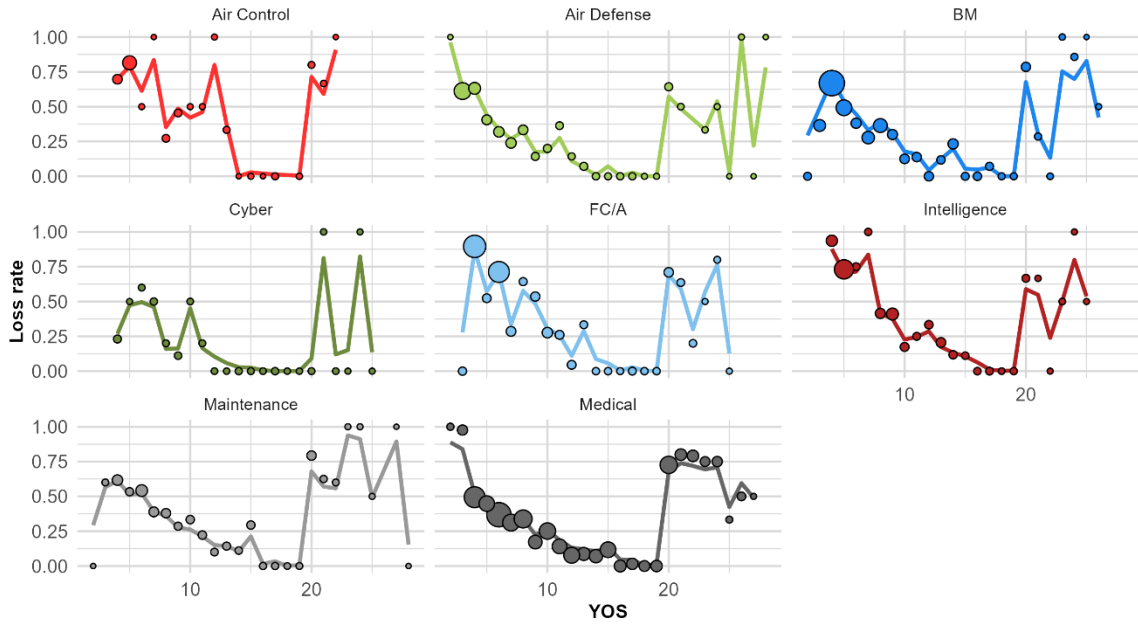 Air Control
Air Defense
BM
1.00
0.75
0.50
0.25
0.00
Cyber
FC/A
Intelligence
1.00
0.75
0.50
0.25
0.00
10
20
Maintenance
Medical
1.00
0.75
0.50
0.25
0.00
10
20
10
20
Loss rate
YOS